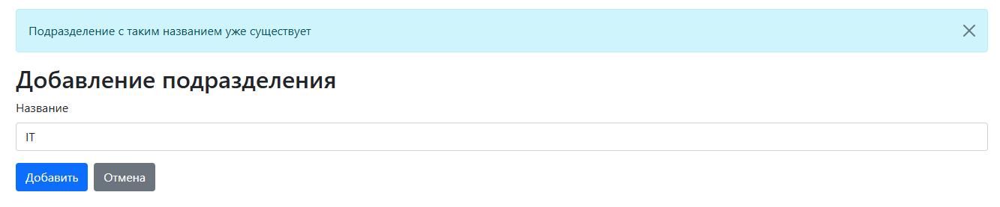 Подразделение с таким названием уже существует
Добавление подразделения
Название
IT
Добавить Отмена